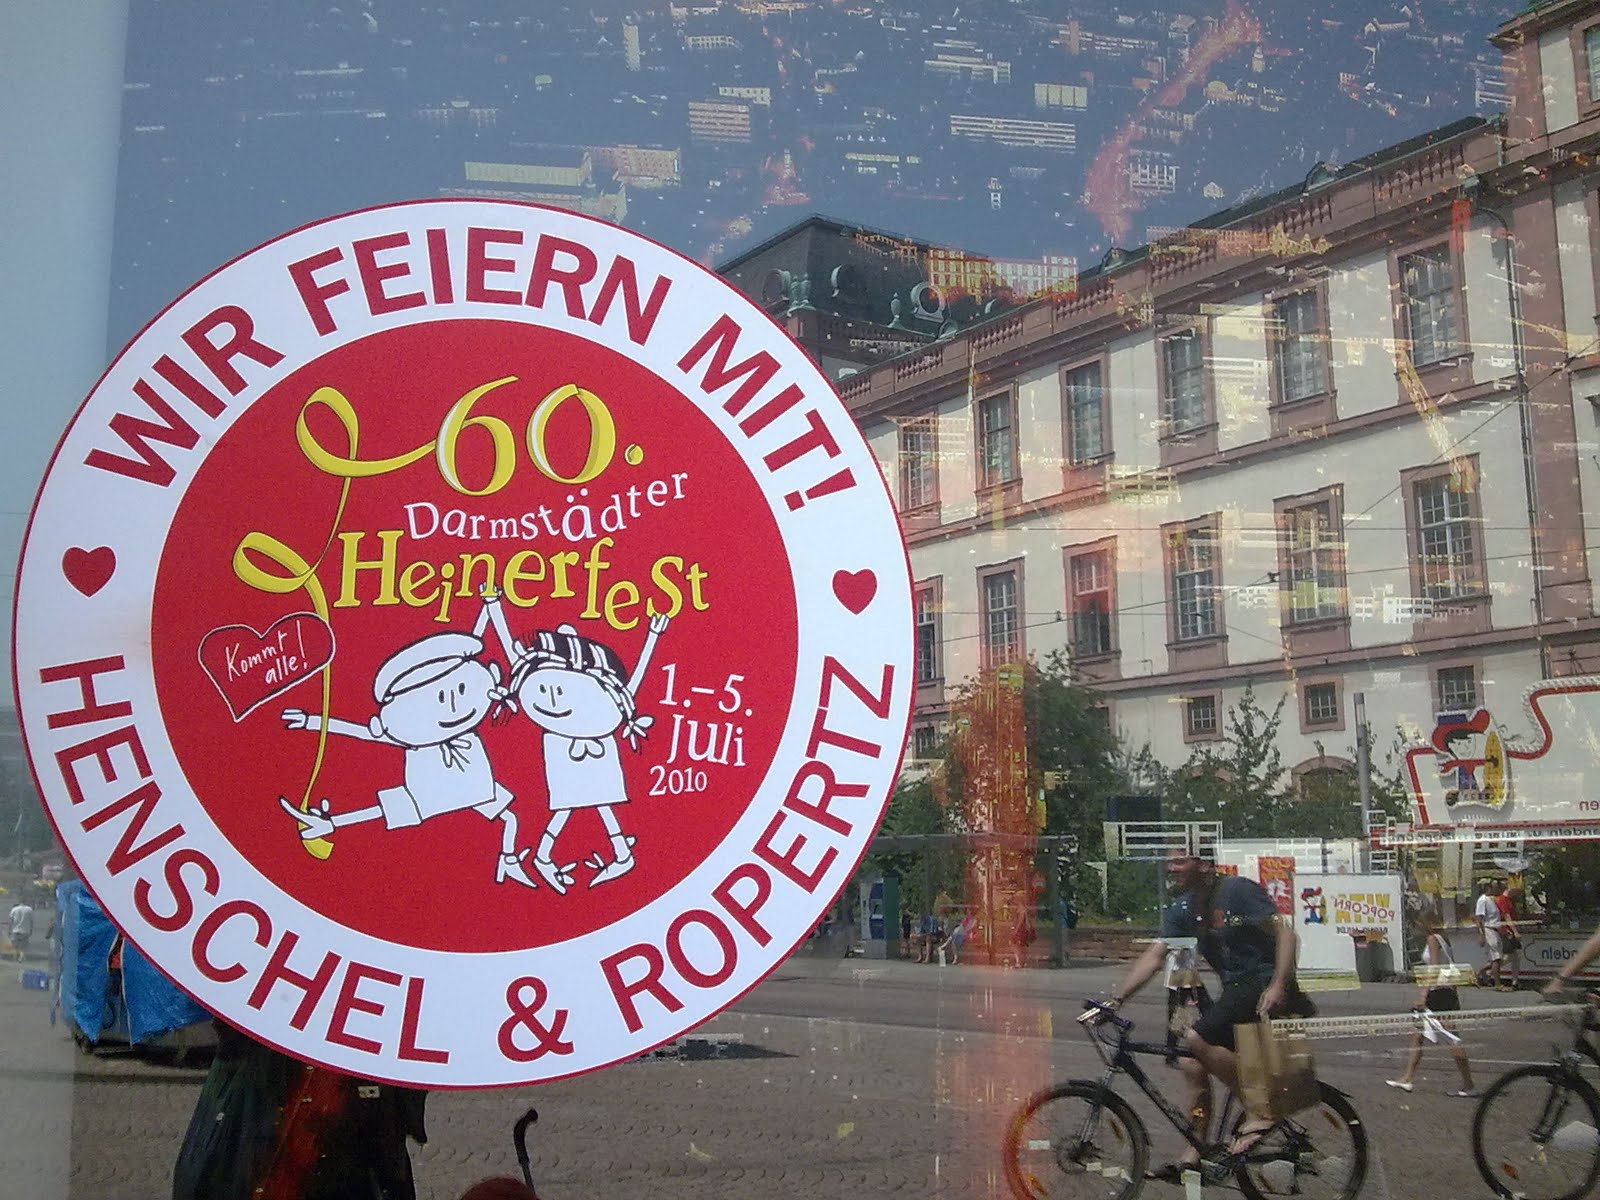 WIR FEIERN MIT!
60.
Darmstädter
Heinerfest
Kommt
alle!
1.-5.
Juli
2010
HENSCHEL & ROPERTZ
POPCORN